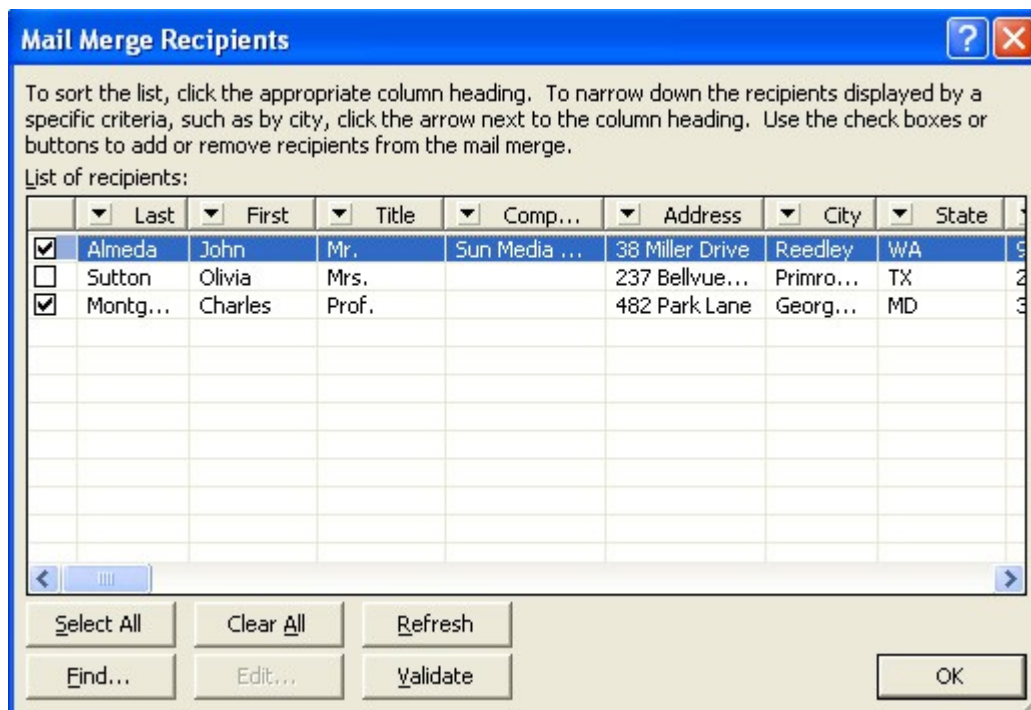 Mail Merge Recipients
To sort the list, click the appropriate column heading. To narrow down the recipients displayed by a
specific criteria, such as by city, click the arrow next to the column heading. Use the check boxes or
buttons to add or remove recipients from the mail merge.
List of recipients:
Last First Title Comp... Address City State
Almeda John Mr. Sun Media ... 38 Miller Drive Reedley WA 9
Sutton Olivia Mrs. 237 Bellvue... Primro... TX 2
Montg... Charles Prof. 482 Park Lane Georg... MD 3
Select All Clear All Refresh
Find... Edit... Validate OK